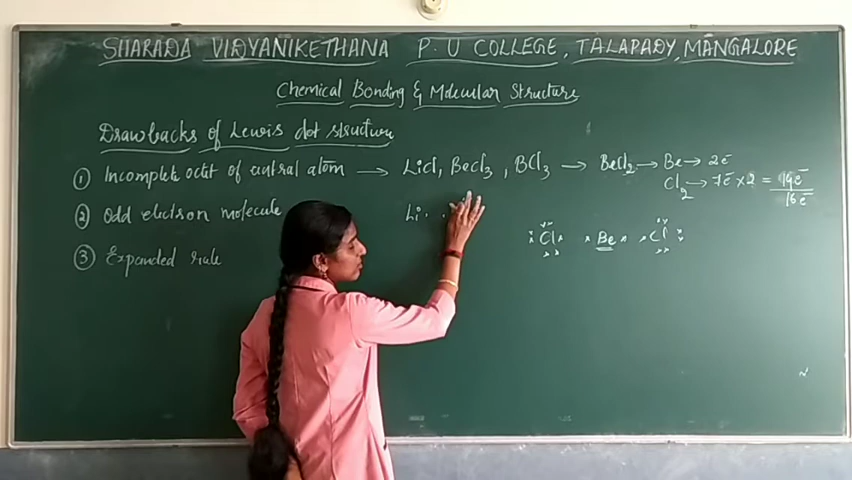 SHARADA VIDYANIKETHANA P.U COLLEGE, TALAPADY, MANGALORE
Chemical Bonding & Molecular Structure
Drawbacks of Lewis dot structure
① Incomplete octet of central atom → LiCl, BeCl₃, BCl₃ → BeCl₂ → Be → 2e⁻
Cl₂ → 7e⁻ × 2 = 14e⁻
16e⁻
② Odd electron molecule
Li· ·
Cl Be Cl
③ Expanded rule